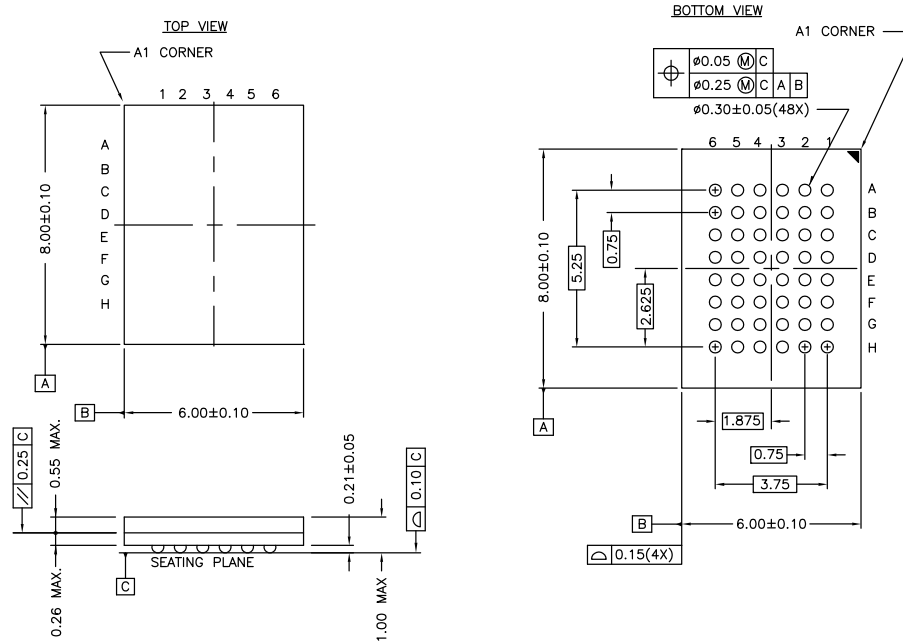 TOP VIEW
A1 CORNER
1 2 3 4 5 6
A
B
C
D
E
F
G
H
8.00±0.10
A
B
6.00±0.10
// 0.25 C
0.55 MAX.
0.26 MAX.
0.21±0.05
0.10 C
SEATING PLANE
C
1.00 MAX
BOTTOM VIEW
A1 CORNER
⌀0.05 Ⓜ C
⌀0.25 Ⓜ C A B
⌀0.30±0.05(48X)
6 5 4 3 2 1
A
B
C
D
E
F
G
H
8.00±0.10
5.25
0.75
2.625
A
1.875
0.75
3.75
B
6.00±0.10
0.15(4X)